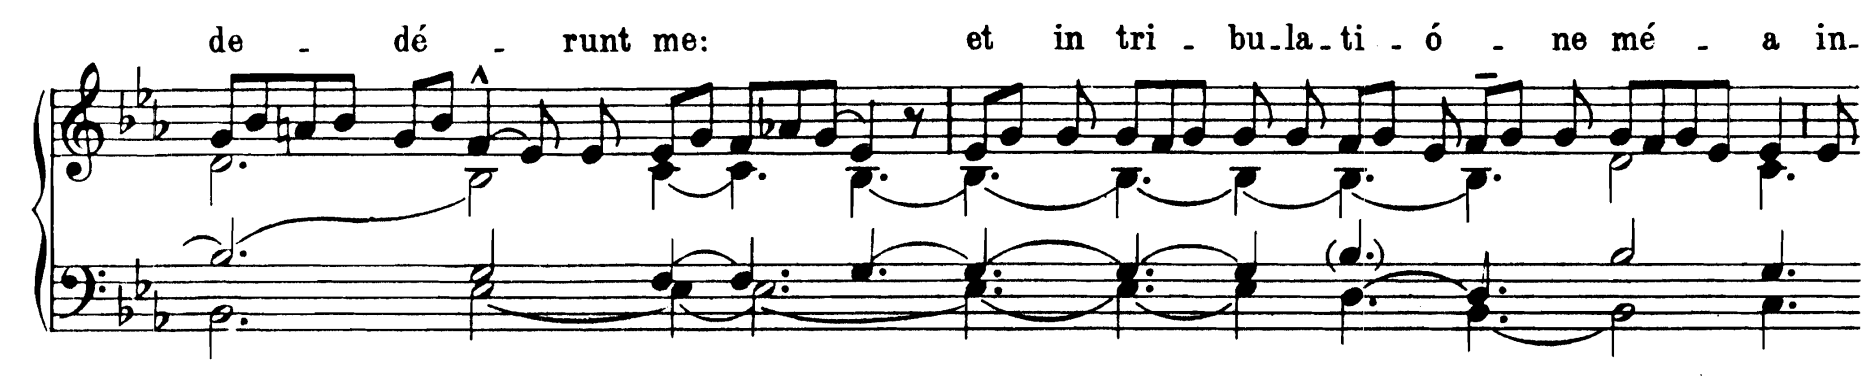 de - dé - runt me: et in tri - bu-la-ti - ó - ne mé - a in-